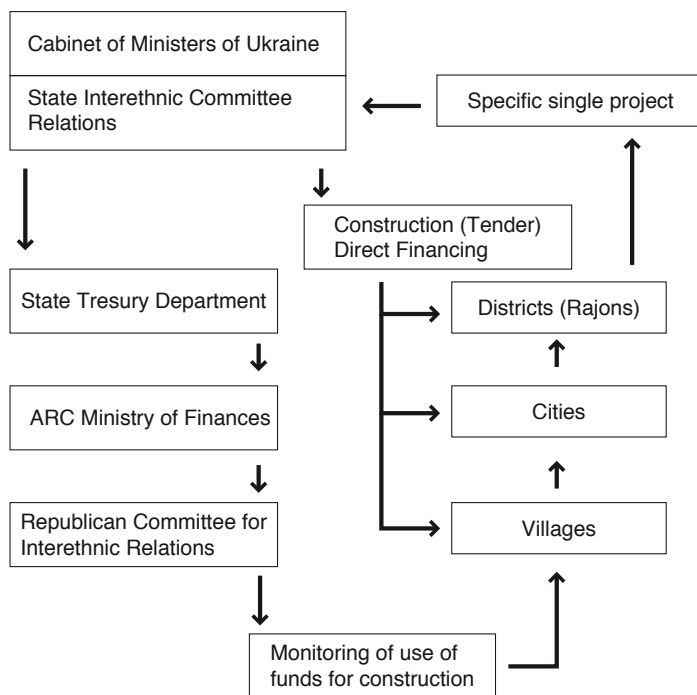 Cabinet of Ministers of Ukraine
State Interethnic Committee
Relations
Specific single project
Construction (Tender)
Direct Financing
State Tresury Department
Districts (Rajons)
ARC Ministry of Finances
Cities
Republican Committee for
Interethnic Relations
Villages
Monitoring of use of
funds for construction